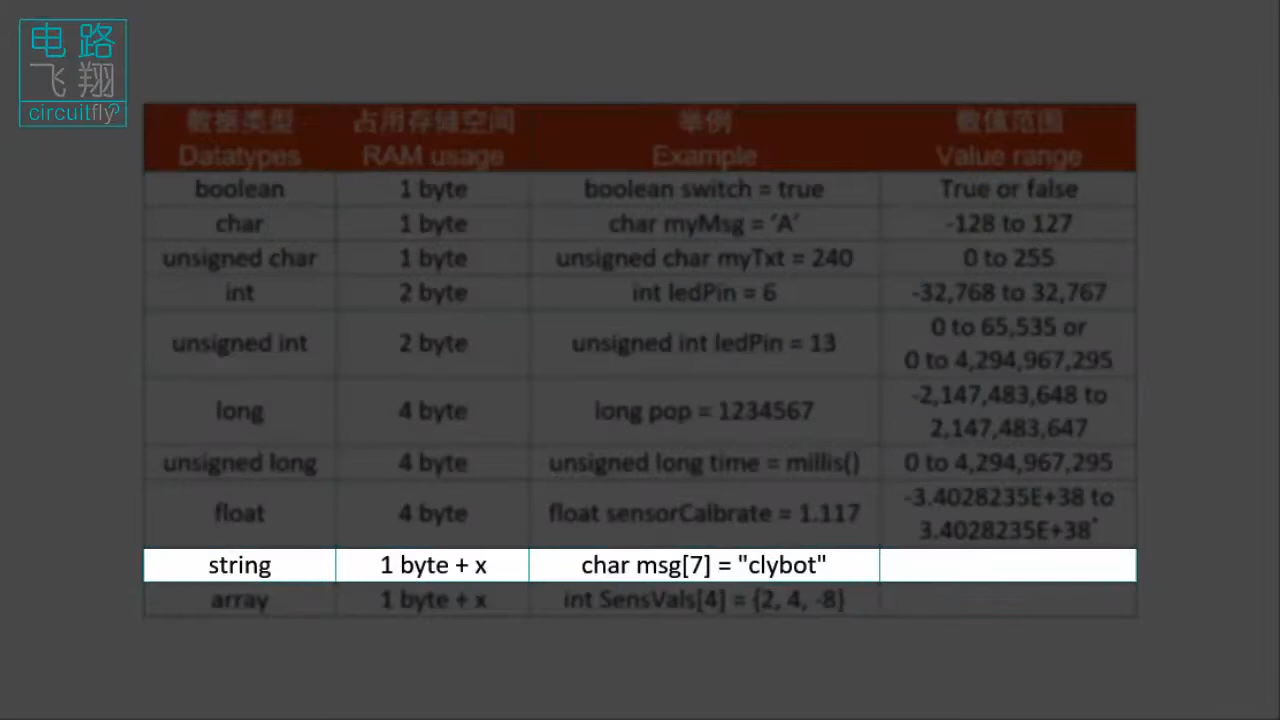 电路
飞翔
circuitfly
数据类型 占用存储空间 举例 数值范围
Datatypes RAM usage Example Value range
boolean 1 byte boolean switch = true True or false
char 1 byte char myMsg = ‘A’ -128 to 127
unsigned char 1 byte unsigned char myTxt = 240 0 to 255
int 2 byte int ledPin = 6 -32,768 to 32,767
unsigned int 2 byte unsigned int ledPin = 13 0 to 65,535 or
0 to 4,294,967,295
long 4 byte long pop = 1234567 -2,147,483,648 to
2,147,483,647
unsigned long 4 byte unsigned long time = millis() 0 to 4,294,967,295
float 4 byte float sensorCalbrate = 1.117 -3.4028235E+38 to
3.4028235E+38*
string 1 byte + x char msg[7] = "clybot"
array 1 byte + x int SensVals[4] = {2, 4, -8}